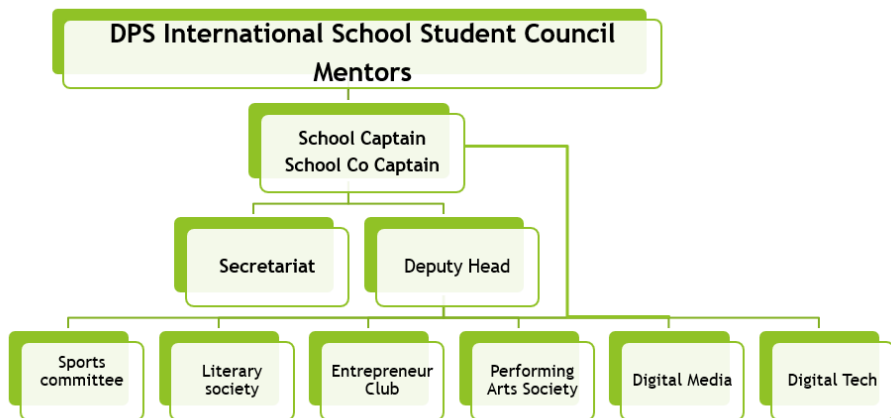 DPS International School Student Council
Mentors
School Captain
School Co Captain
Secretariat
Deputy Head
Sports
committee
Literary
society
Entrepreneur
Club
Performing
Arts Society
Digital Media
Digital Tech